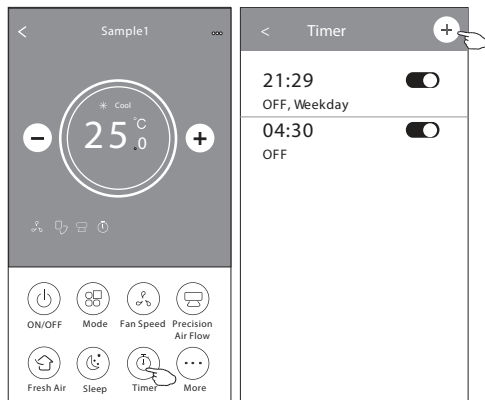 Sample1
Cool
25.0 °C
ON/OFF
Mode
Fan Speed
Precision
Air Flow
Fresh Air
Sleep
Timer
More
Timer
21:29
OFF, Weekday
04:30
OFF